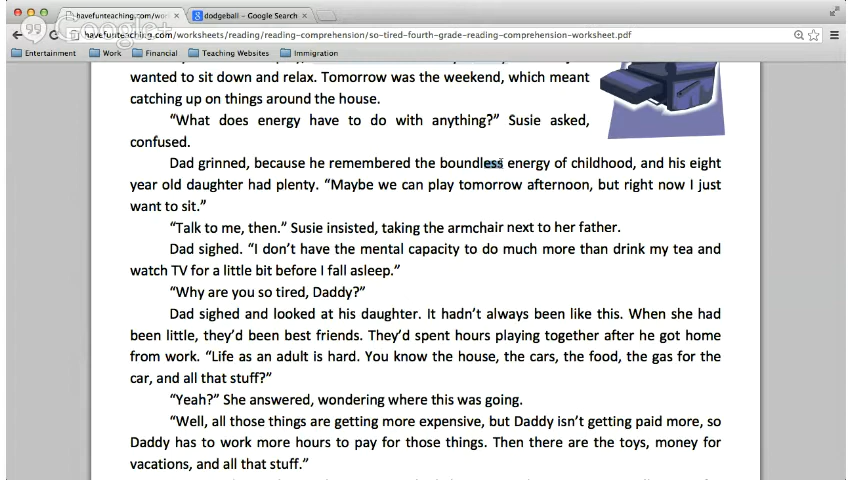 havefunteaching.com/wor
dodgeball - Google Search
Google+
havefunteaching.com/worksheets/reading/reading-comprehension/so-tired-fourth-grade-reading-comprehension-worksheet.pdf
Entertainment Work Financial Teaching Websites Immigration
wanted to sit down and relax. Tomorrow was the weekend, which meant
catching up on things around the house.
“What does energy have to do with anything?” Susie asked,
confused.
Dad grinned, because he remembered the boundless energy of childhood, and his eight
year old daughter had plenty. “Maybe we can play tomorrow afternoon, but right now I just
want to sit.”
“Talk to me, then.” Susie insisted, taking the armchair next to her father.
Dad sighed. “I don’t have the mental capacity to do much more than drink my tea and
watch TV for a little bit before I fall asleep.”
“Why are you so tired, Daddy?”
Dad sighed and looked at his daughter. It hadn’t always been like this. When she had
been little, they’d been best friends. They’d spent hours playing together after he got home
from work. “Life as an adult is hard. You know the house, the cars, the food, the gas for the
car, and all that stuff?”
“Yeah?” She answered, wondering where this was going.
“Well, all those things are getting more expensive, but Daddy isn’t getting paid more, so
Daddy has to work more hours to pay for those things. Then there are the toys, money for
vacations, and all that stuff.”